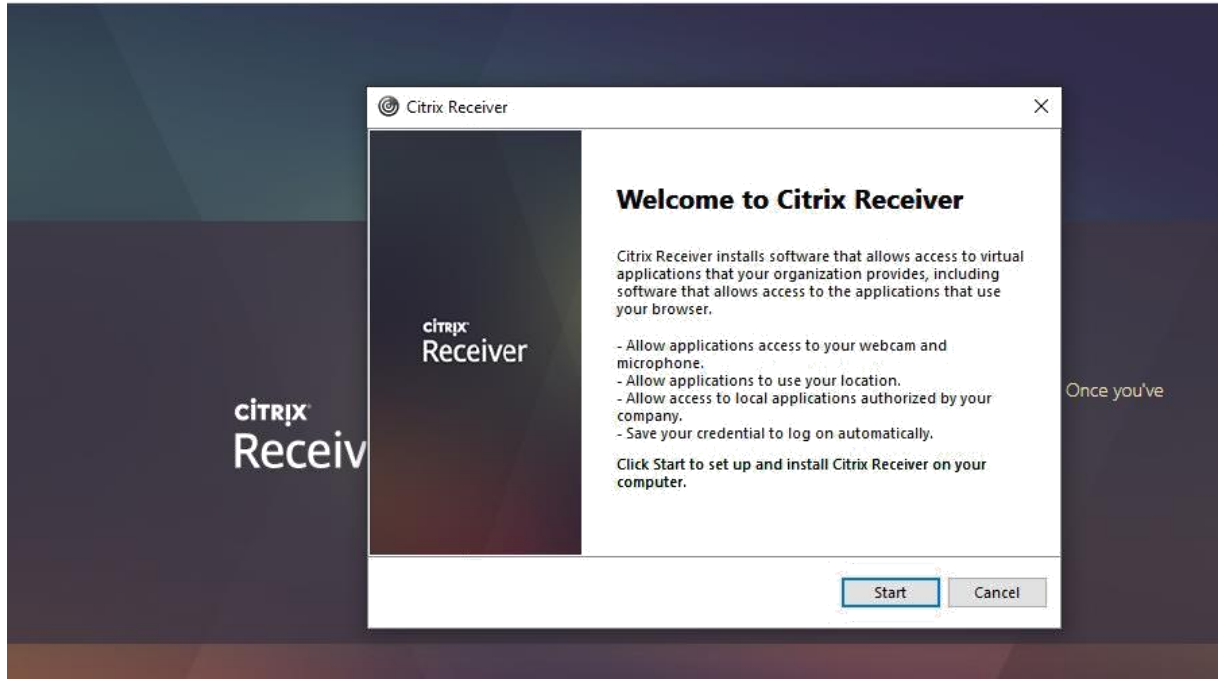 Citrix Receiver
Welcome to Citrix Receiver
Citrix Receiver installs software that allows access to virtual
applications that your organization provides, including
software that allows access to the applications that use
your browser.
- Allow applications access to your webcam and
microphone.
- Allow applications to use your location.
- Allow access to local applications authorized by your
company.
- Save your credential to log on automatically.
Click Start to set up and install Citrix Receiver on your
computer.
CİTRIX
Receiver
Start
Cancel
CİTRIX
Receiv
Once you've